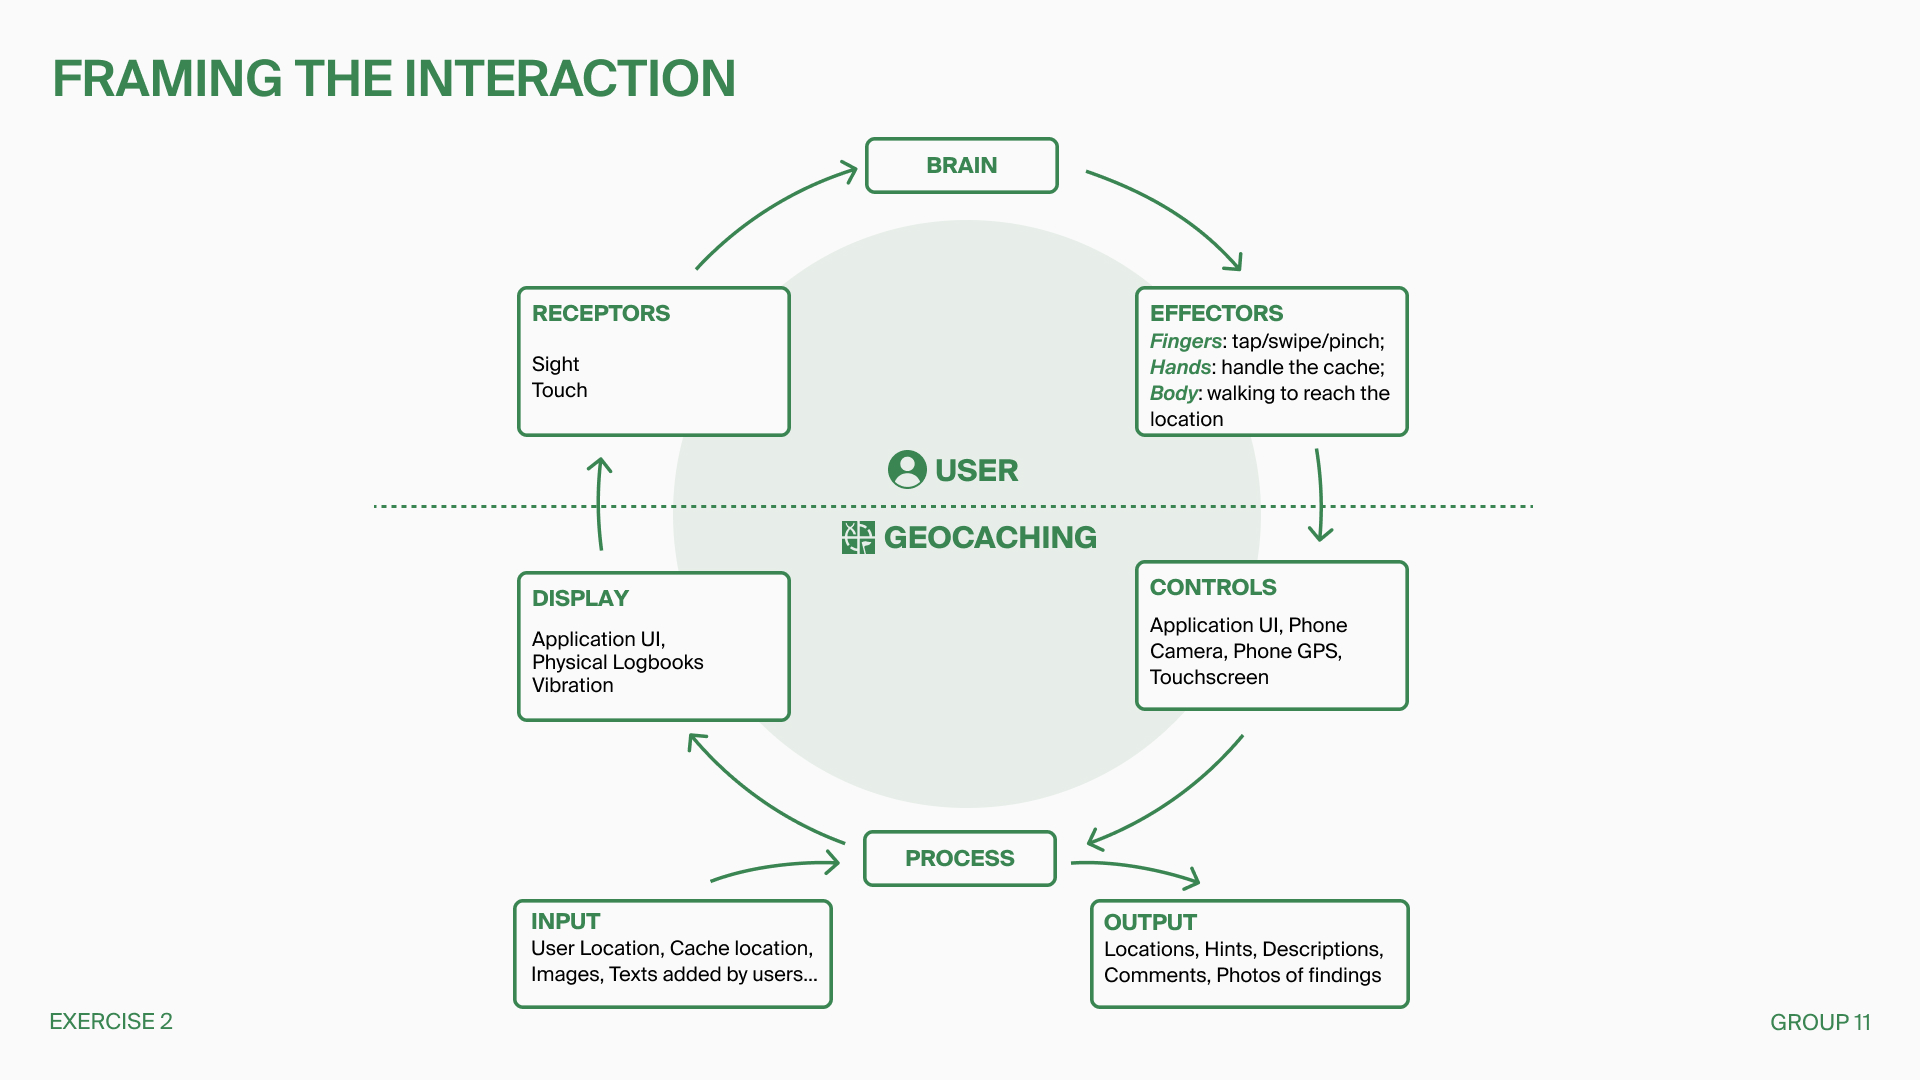 FRAMING THE INTERACTION
BRAIN
RECEPTORS
Sight
Touch
EFFECTORS
Fingers: tap/swipe/pinch;
Hands: handle the cache;
Body: walking to reach the
location
USER
GEOCACHING
DISPLAY
Application UI,
Physical Logbooks
Vibration
CONTROLS
Application UI, Phone
Camera, Phone GPS,
Touchscreen
PROCESS
INPUT
User Location, Cache location,
Images, Texts added by users...
OUTPUT
Locations, Hints, Descriptions,
Comments, Photos of findings
EXERCISE 2
GROUP 11